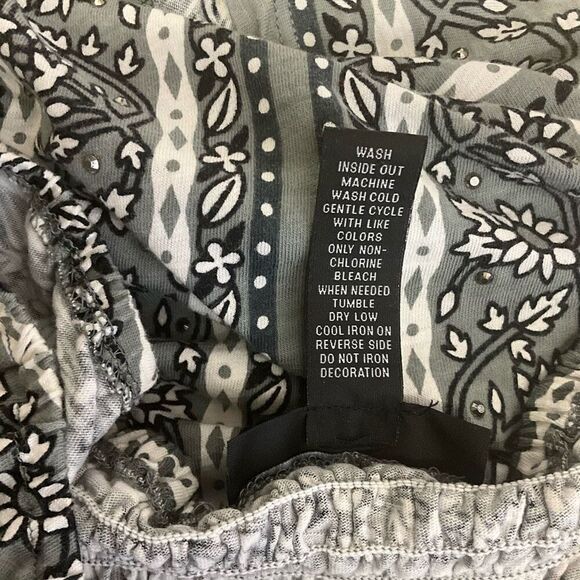 WASH
INSIDE OUT
MACHINE
WASH COLD
GENTLE CYCLE
WITH LIKE
COLORS
ONLY NON-
CHLORINE
BLEACH
WHEN NEEDED
TUMBLE
DRY LOW
COOL IRON ON
REVERSE SIDE
DO NOT IRON
DECORATION